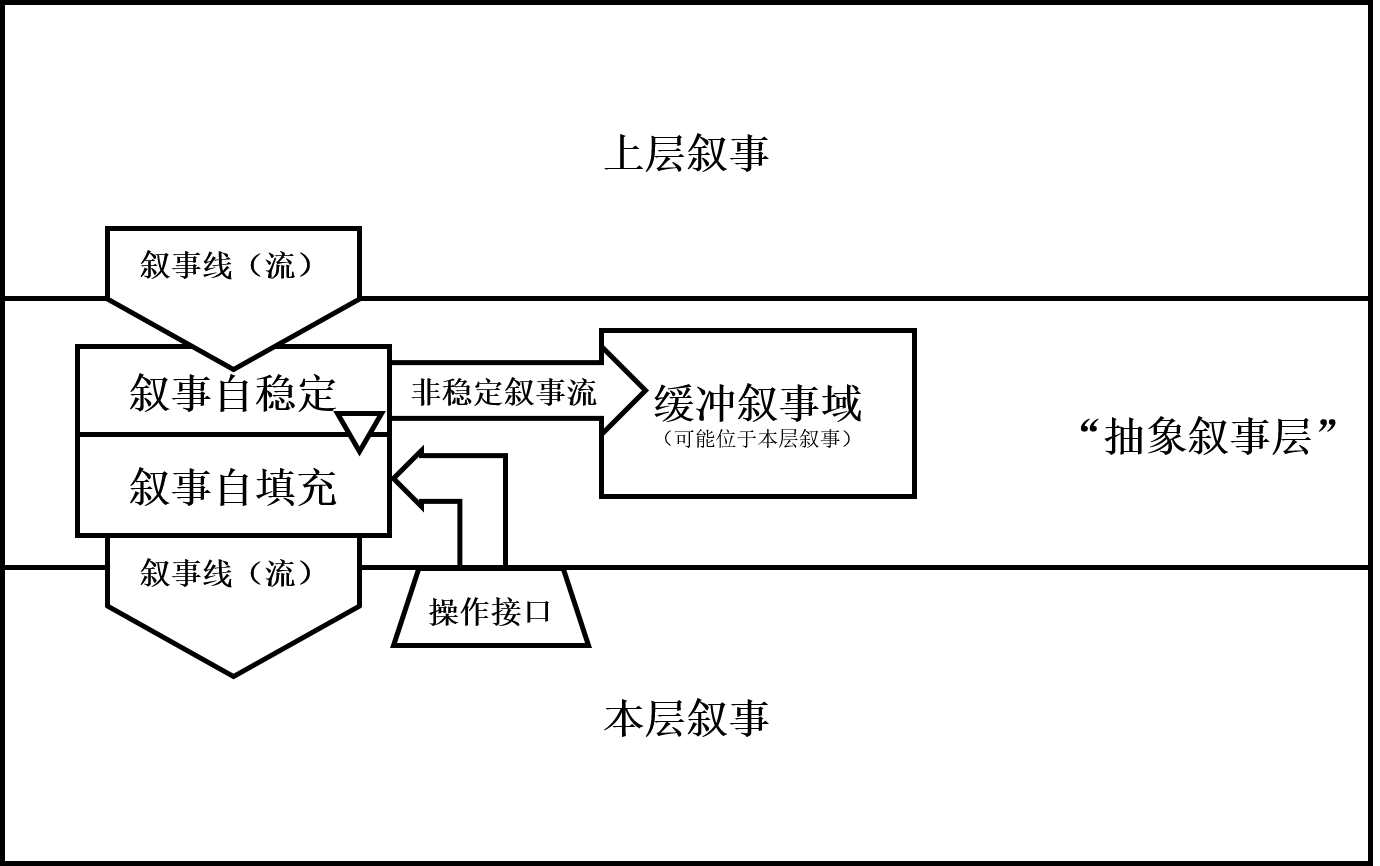 上层叙事
叙事线（流）
叙事自稳定
非稳定叙事流
缓冲叙事域
（可能位于本层叙事）
“抽象叙事层”
叙事自填充
叙事线（流）
操作接口
本层叙事